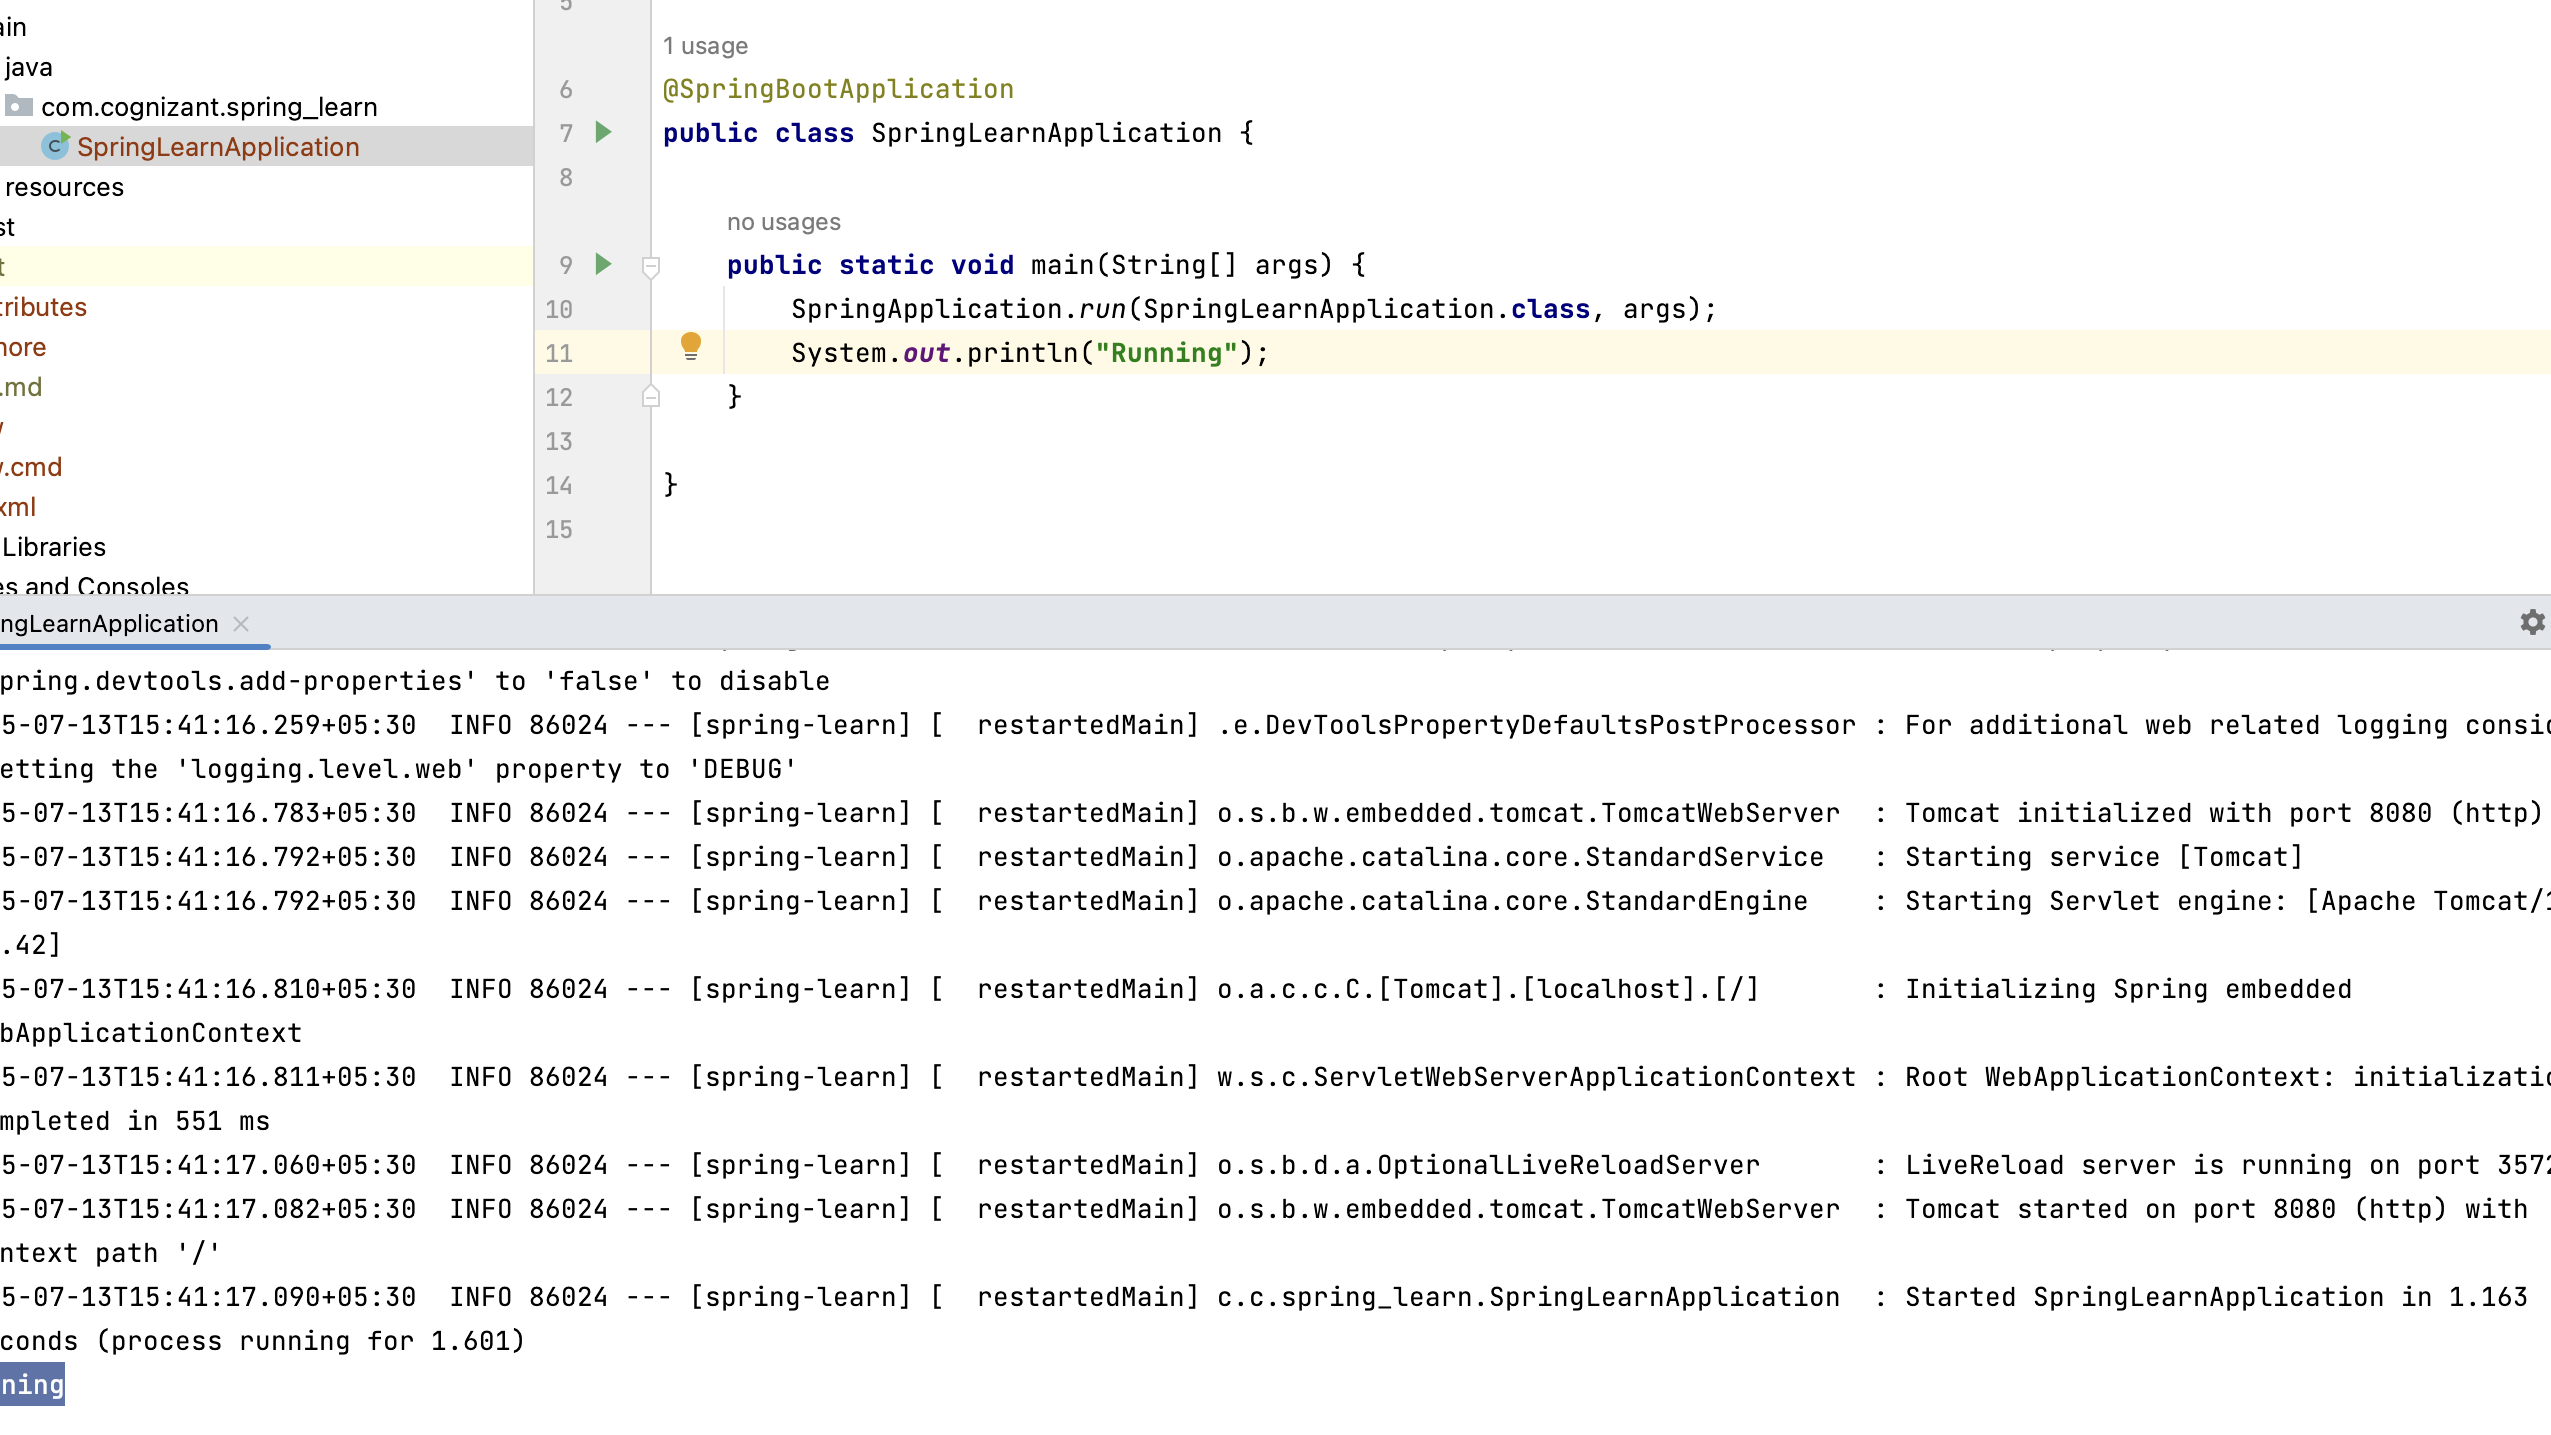 ain
java
com.cognizant.spring_learn
SpringLearnApplication
resources
st
t
tributes
nore
.md
.cmd
xml
Libraries
es and Consoles
5
1 usage
6 @SpringBootApplication
7 public class SpringLearnApplication {
8
no usages
9 public static void main(String[] args) {
10 SpringApplication.run(SpringLearnApplication.class, args);
11 System.out.println("Running");
12 }
13
14 }
15
ngLearnApplication
pring.devtools.add-properties' to 'false' to disable
5-07-13T15:41:16.259+05:30  INFO 86024 --- [spring-learn] [  restartedMain] .e.DevToolsPropertyDefaultsPostProcessor : For additional web related logging consid
etting the 'logging.level.web' property to 'DEBUG'
5-07-13T15:41:16.783+05:30  INFO 86024 --- [spring-learn] [  restartedMain] o.s.b.w.embedded.tomcat.TomcatWebServer  : Tomcat initialized with port 8080 (http)
5-07-13T15:41:16.792+05:30  INFO 86024 --- [spring-learn] [  restartedMain] o.apache.catalina.core.StandardService   : Starting service [Tomcat]
5-07-13T15:41:16.792+05:30  INFO 86024 --- [spring-learn] [  restartedMain] o.apache.catalina.core.StandardEngine    : Starting Servlet engine: [Apache Tomcat/1
.42]
5-07-13T15:41:16.810+05:30  INFO 86024 --- [spring-learn] [  restartedMain] o.a.c.c.C.[Tomcat].[localhost].[/]       : Initializing Spring embedded
bApplicationContext
5-07-13T15:41:16.811+05:30  INFO 86024 --- [spring-learn] [  restartedMain] w.s.c.ServletWebServerApplicationContext : Root WebApplicationContext: initializatio
mpleted in 551 ms
5-07-13T15:41:17.060+05:30  INFO 86024 --- [spring-learn] [  restartedMain] o.s.b.d.a.OptionalLiveReloadServer       : LiveReload server is running on port 3572
5-07-13T15:41:17.082+05:30  INFO 86024 --- [spring-learn] [  restartedMain] o.s.b.w.embedded.tomcat.TomcatWebServer  : Tomcat started on port 8080 (http) with
ntext path '/'
5-07-13T15:41:17.090+05:30  INFO 86024 --- [spring-learn] [  restartedMain] c.c.spring_learn.SpringLearnApplication  : Started SpringLearnApplication in 1.163
conds (process running for 1.601)
ning